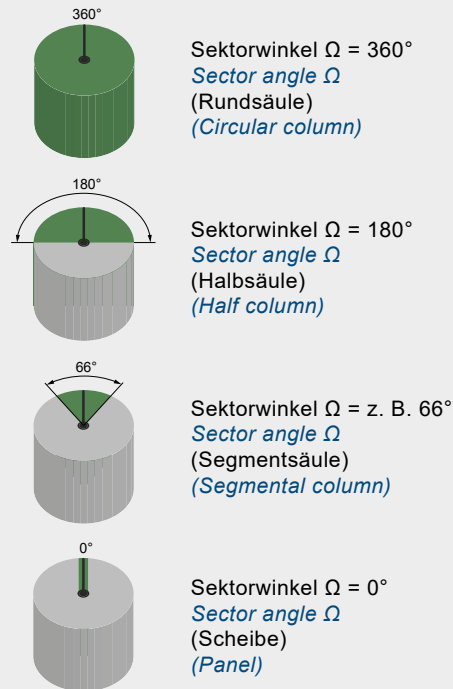 360°
Sektorwinkel Ω = 360°
Sector angle Ω
(Rundsäule)
(Circular column)
180°
Sektorwinkel Ω = 180°
Sector angle Ω
(Halbsäule)
(Half column)
66°
Sektorwinkel Ω = z. B. 66°
Sector angle Ω
(Segmentsäule)
(Segmental column)
0°
Sektorwinkel Ω = 0°
Sector angle Ω
(Scheibe)
(Panel)